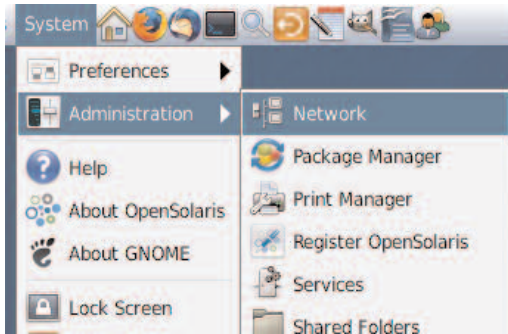 System
Preferences
Administration
Help
About OpenSolaris
About GNOME
Lock Screen
Network
Package Manager
Print Manager
Register OpenSolaris
Services
Shared Folders